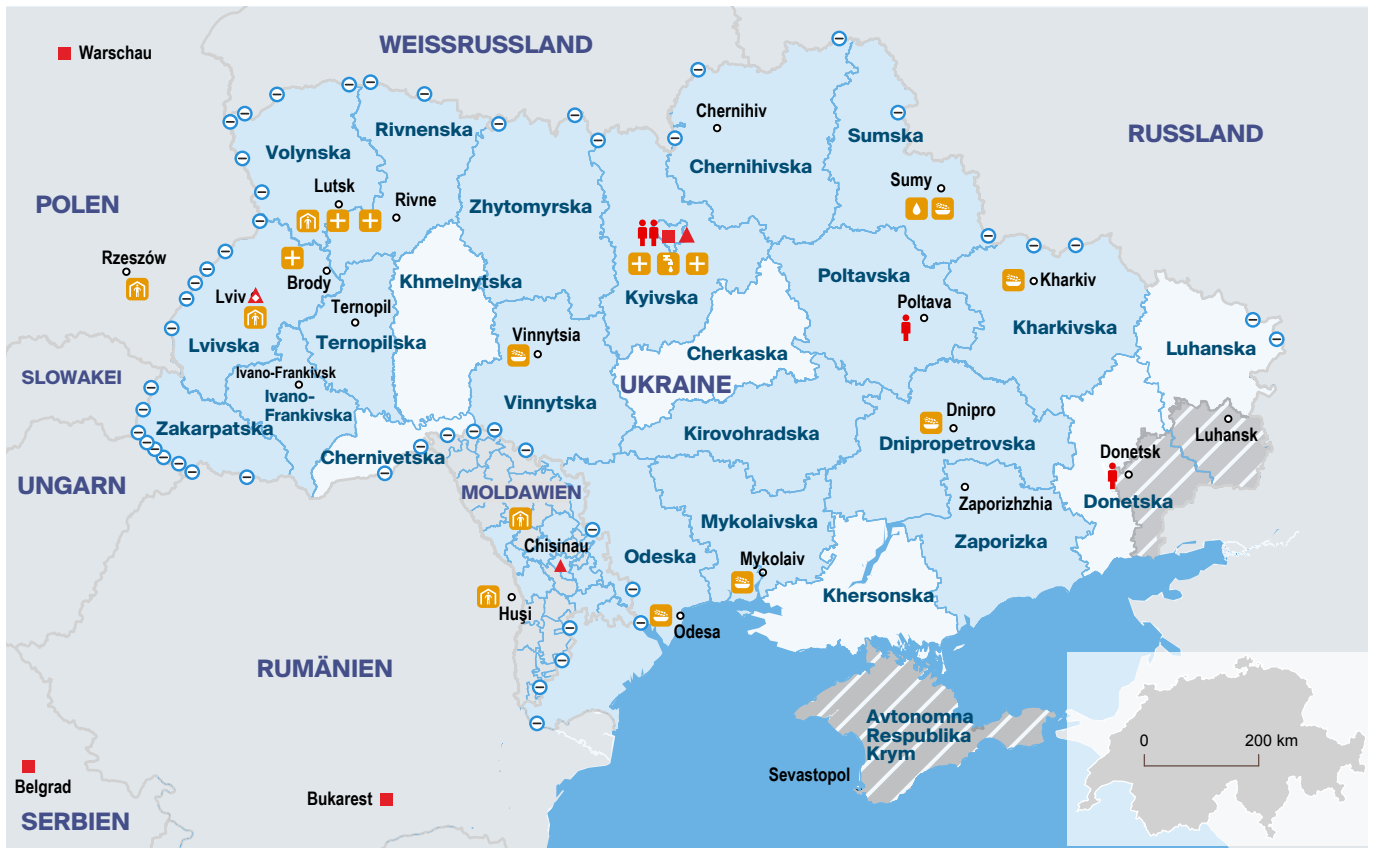 Warschau
WEISSRUSSLAND
Chernihiv
Rivnenska
Sumska
RUSSLAND
Volynska
Chernihivska
Lutsk
Sumy
POLEN
Rivne
Zhytomyrska
Rzeszów
Brody
Khmelnytska
Poltavska
Kharkiv
Lviv
Ternopil
Kyivska
Poltava
Kharkivska
Vinnytsia
Lvivska
Ternopilska
Cherkaska
Luhanska
SLOWAKEI
Ivano-Frankivsk
UKRAINE
Ivano-
Frankivska
Vinnytska
Dnipro
Zakarpatska
Kirovohradska
Dnipropetrovska
Luhansk
Chernivetska
Donetsk
UNGARN
MOLDAWIEN
Zaporizhzhia
Donetska
Mykolaivska
Chisinau
Odeska
Zaporizka
Mykolaiv
Khersonska
Huşi
Odesa
RUMÄNIEN
Avtonomna
Respublika
Krym
0 200 km
Sevastopol
Belgrad
Bukarest
SERBIEN